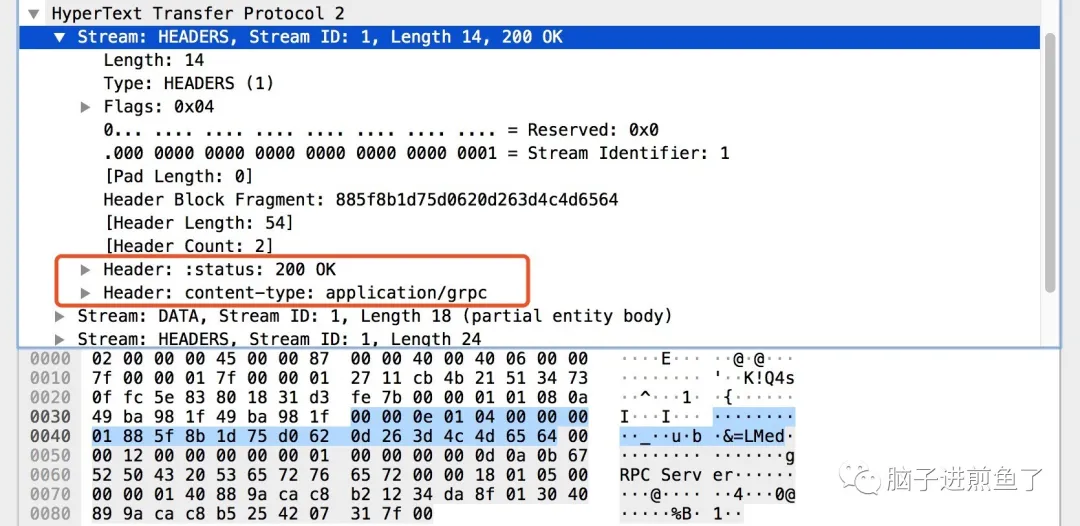 HyperText Transfer Protocol 2
Stream: HEADERS, Stream ID: 1, Length 14, 200 OK
Length: 14
Type: HEADERS (1)
Flags: 0x04
0... .... .... .... .... .... .... .... = Reserved: 0x0
.000 0000 0000 0000 0000 0000 0000 0001 = Stream Identifier: 1
[Pad Length: 0]
Header Block Fragment: 885f8b1d75d0620d263d4c4d6564
[Header Length: 54]
[Header Count: 2]
Header: :status: 200 OK
Header: content-type: application/grpc
Stream: DATA, Stream ID: 1, Length 18 (partial entity body)
Stream: HEADERS, Stream ID: 1, Length 24
0000 02 00 00 00 45 00 00 87 00 00 40 00 40 06 00 00 ····E··· ··@·@···
0010 7f 00 00 01 7f 00 00 01 27 11 cb 4b 21 51 34 73 ········ '··K!Q4s
0020 0f fc 5e 83 80 18 31 d3 fe 7b 00 00 01 01 08 0a ··^···1· ·{······
0030 49 ba 98 1f 49 ba 98 1f 00 00 0e 01 04 00 00 00 I···I··· ········
0040 01 88 5f 8b 1d 75 d0 62 0d 26 3d 4c 4d 65 64 00 ··_··u·b ·&=LMed·
0050 00 12 00 00 00 00 00 01 00 00 00 00 0d 0a 0b 67 ········ ·······g
0060 52 50 43 20 53 65 72 76 65 72 00 00 18 01 05 00 RPC Serv er······
0070 00 00 01 40 88 9a ca c8 b2 12 34 da 8f 01 30 40 ···@···· ··4···0@
0080 89 9a ca c8 b5 25 42 07 31 7f 00 ·····%B· 1··
脑子进煎鱼了